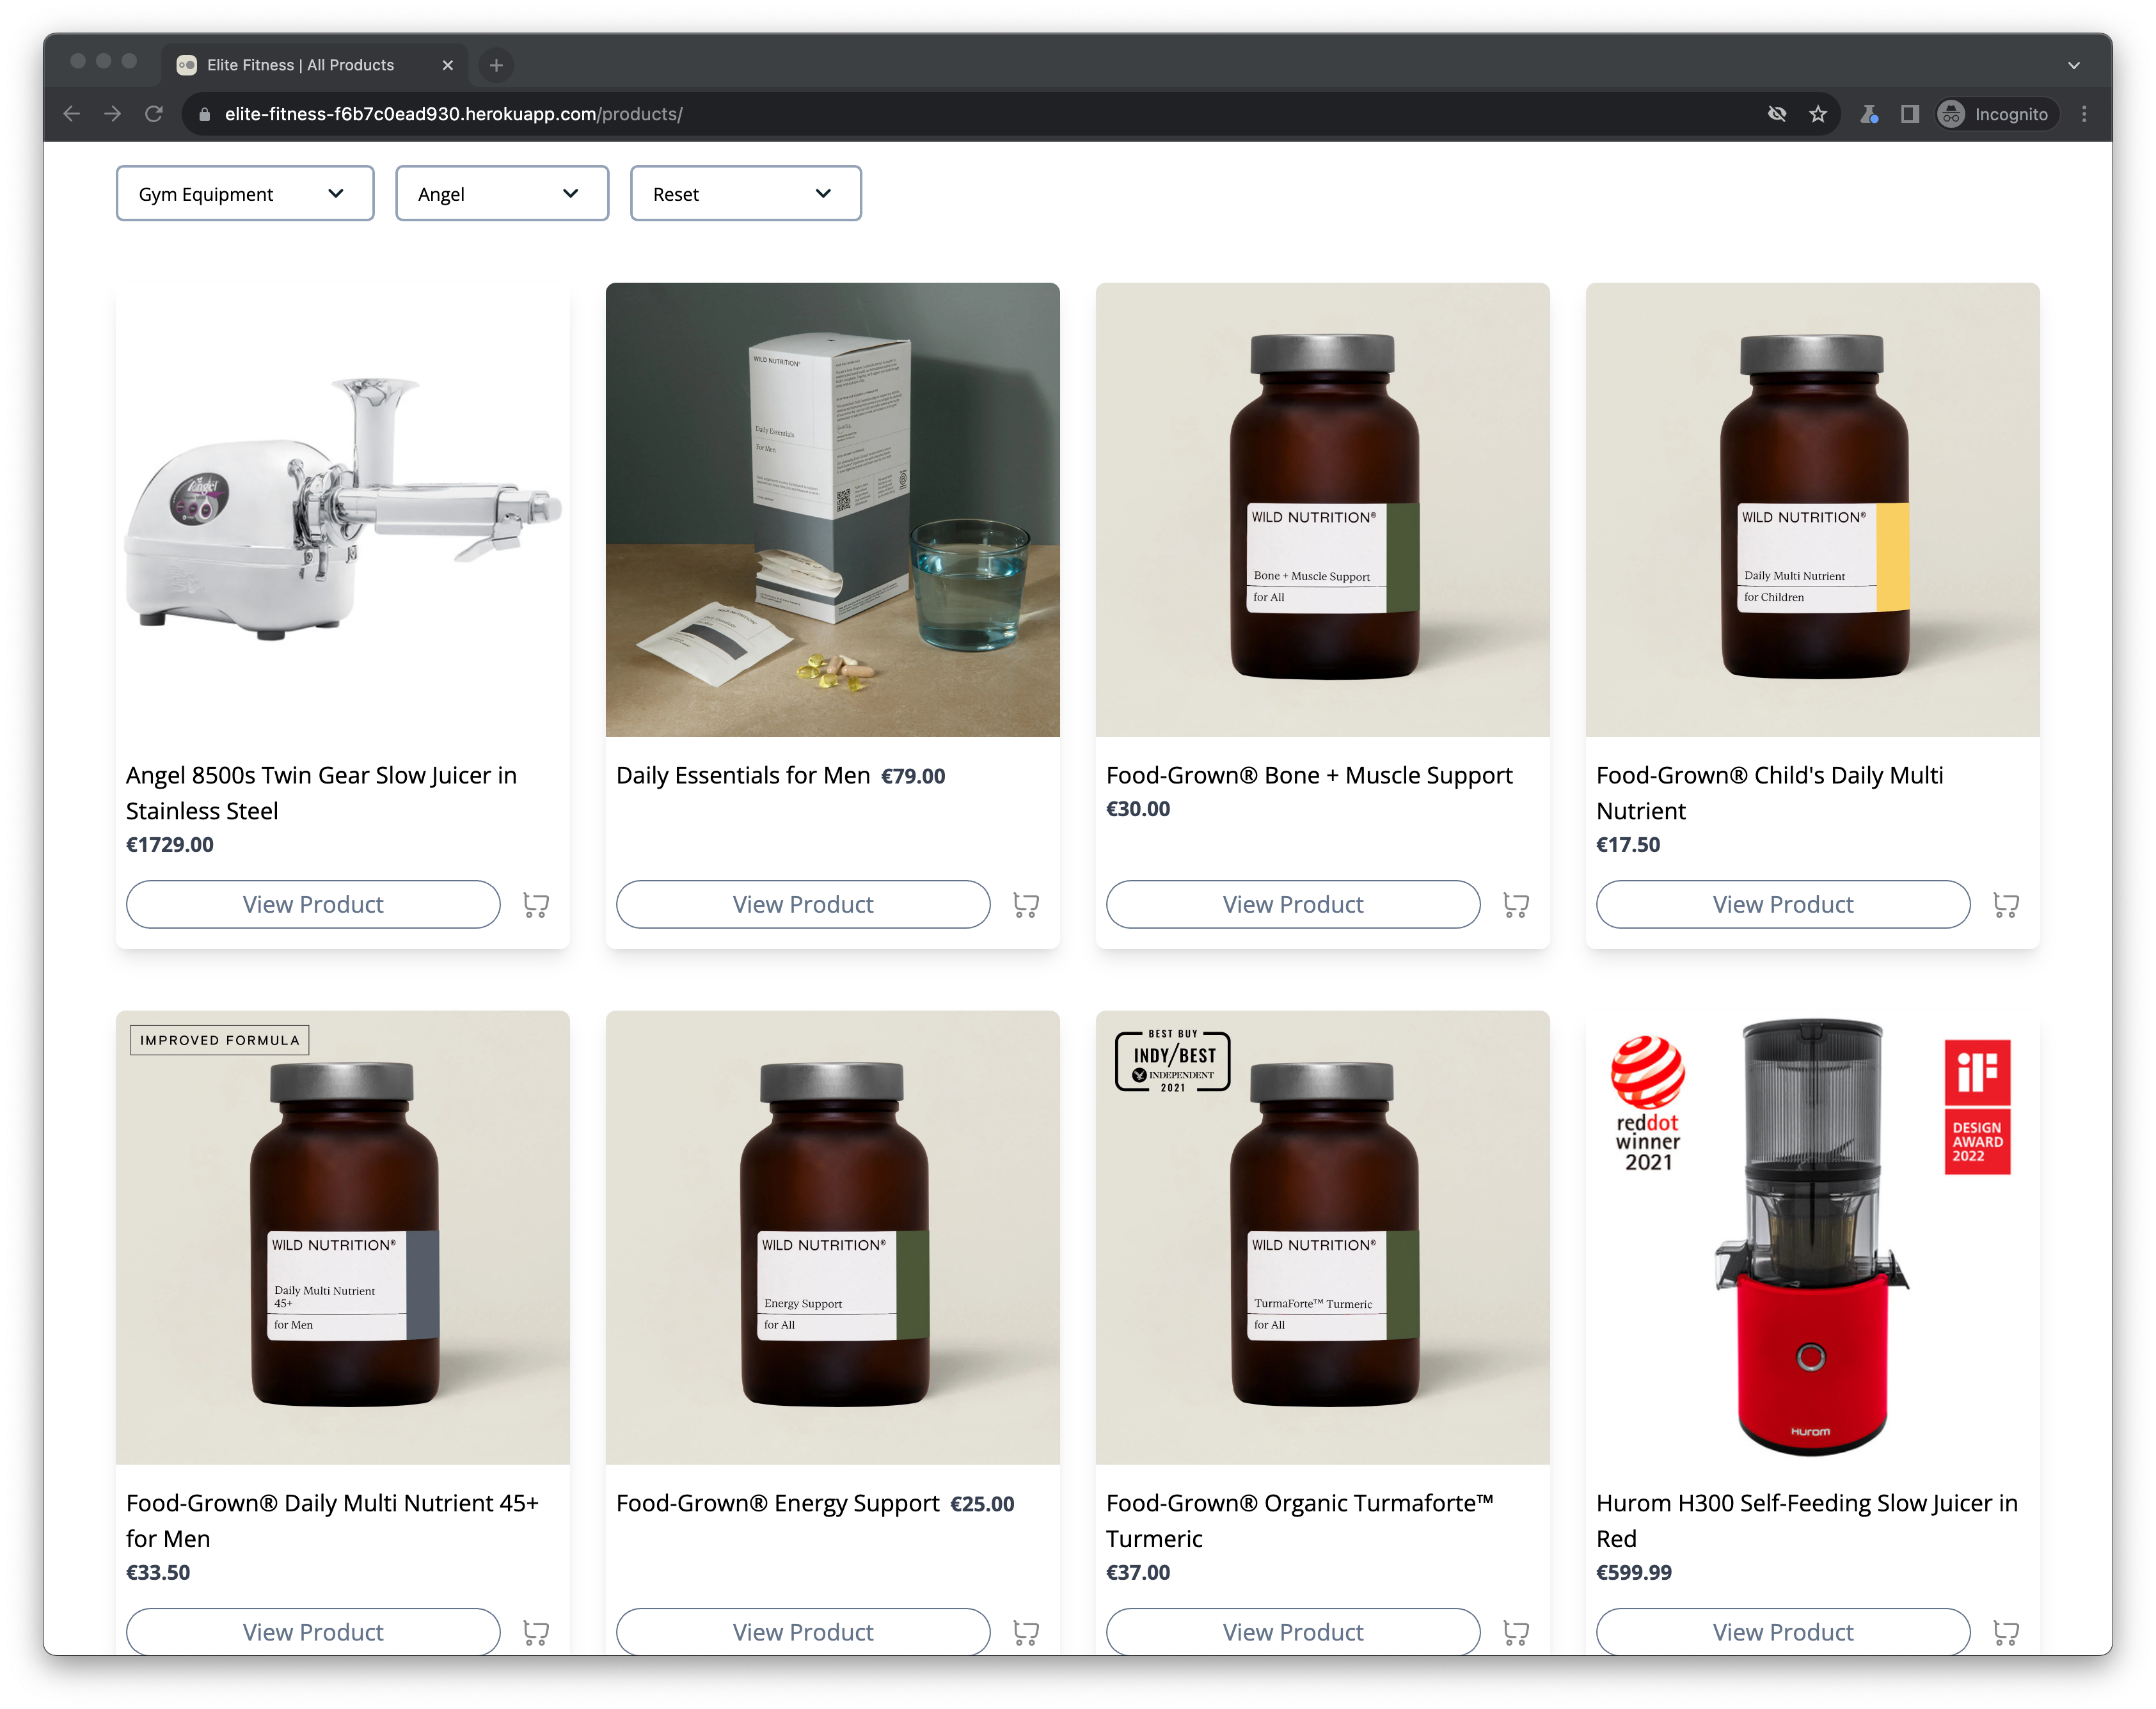 Elite Fitness | All Products
elite-fitness-f6b7c0ead930.herokuapp.com/products/
Incognito
Gym Equipment
Angel
Reset
Angel
WILD NUTRITION®
Daily Essentials
For Men
WILD NUTRITION®
Bone + Muscle Support
for All
WILD NUTRITION®
Daily Multi Nutrient
for Children
Angel 8500s Twin Gear Slow Juicer in
Stainless Steel
€1729.00
View Product
Daily Essentials for Men €79.00
View Product
Food-Grown® Bone + Muscle Support
€30.00
View Product
Food-Grown® Child's Daily Multi
Nutrient
€17.50
View Product
IMPROVED FORMULA
WILD NUTRITION®
Daily Multi Nutrient
45+
for Men
WILD NUTRITION®
Energy Support
for All
BEST BUY
INDY/BEST
INDEPENDENT
2021
WILD NUTRITION®
TurmaForte™ Turmeric
for All
reddot
winner
2021
iF
DESIGN
AWARD
2022
Hurom
Food-Grown® Daily Multi Nutrient 45+
for Men
€33.50
View Product
Food-Grown® Energy Support €25.00
View Product
Food-Grown® Organic Turmaforte™
Turmeric
€37.00
View Product
Hurom H300 Self-Feeding Slow Juicer in
Red
€599.99
View Product